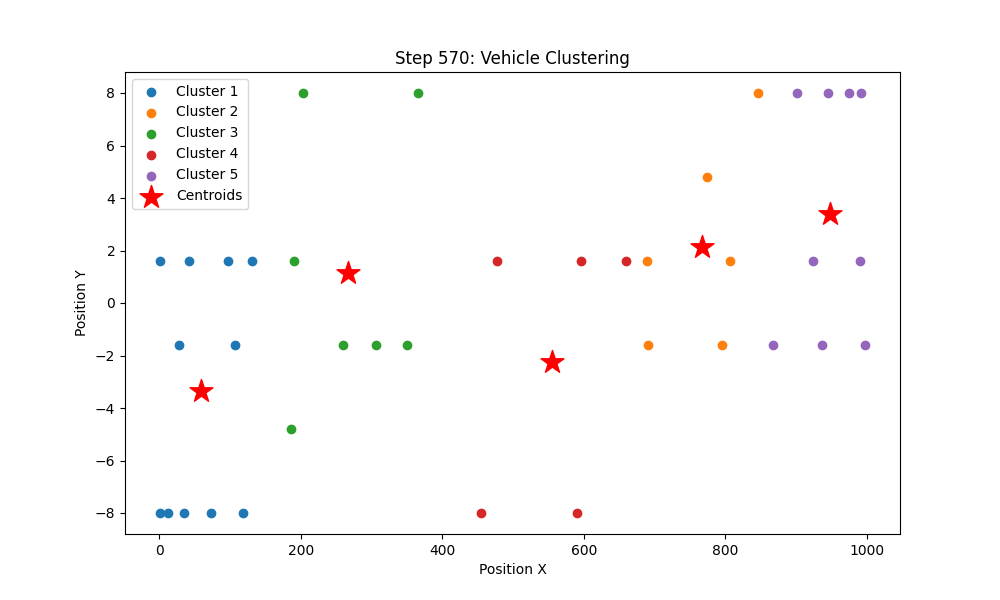 Step 570: Vehicle Clustering
Cluster 1
Cluster 2
Cluster 3
Cluster 4
Cluster 5
Centroids
Position Y
8
6
4
2
0
−2
−4
−6
−8
0 200 400 600 800 1000
Position X